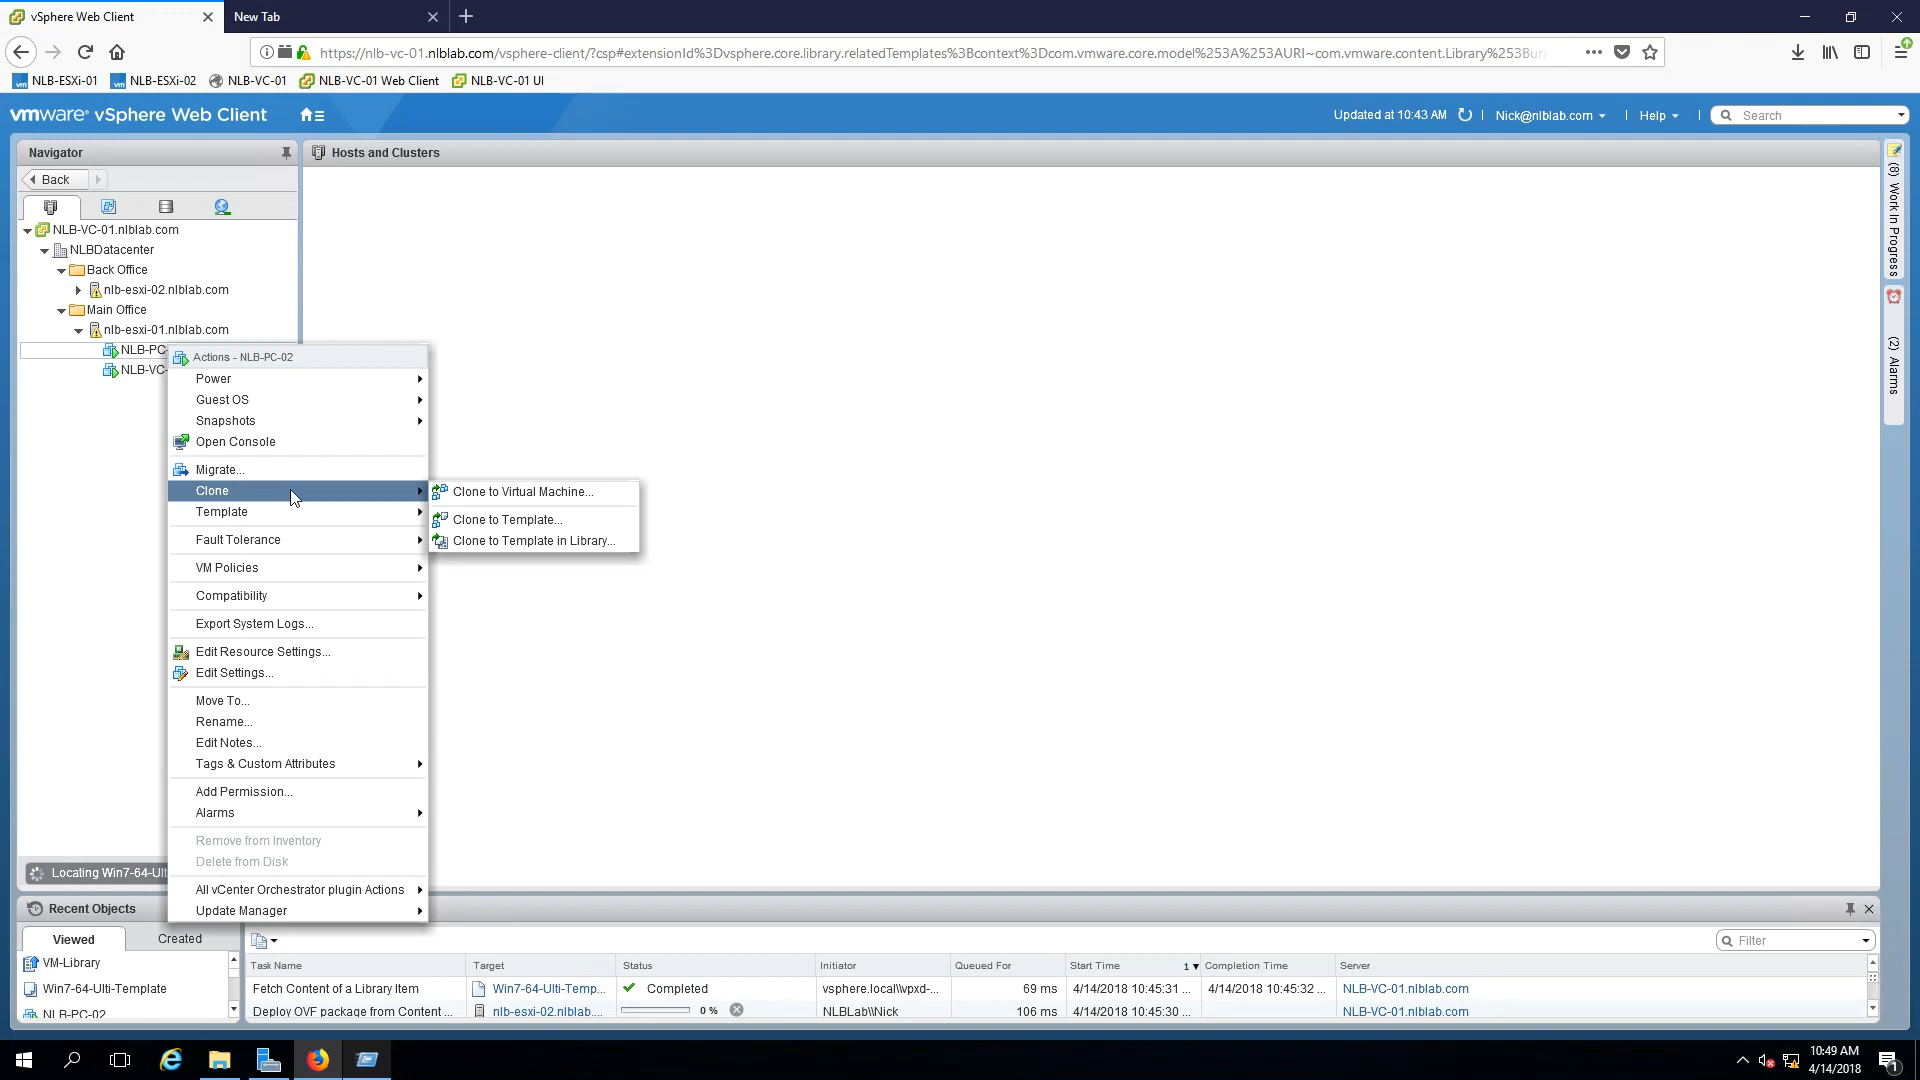 vSphere Web Client
New Tab
https://nlb-vc-01.nlblab.com/vsphere-client/?csp#extensionId%3Dvsphere.core.library.relatedTemplates%3Bcontext%3Dcom.vmware.core.model%253A%253AURI~com.vmware.content.Library%253Bur
NLB-ESXi-01
NLB-ESXi-02
NLB-VC-01
NLB-VC-01 Web Client
NLB-VC-01 UI
vmware® vSphere Web Client
Updated at 10:43 AM
Nick@nlblab.com
Help
Search
Navigator
Hosts and Clusters
Back
NLB-VC-01.nlblab.com
NLBDatacenter
Back Office
nlb-esxi-02.nlblab.com
Main Office
nlb-esxi-01.nlblab.com
NLB-PC-
NLB-VC-
Actions - NLB-PC-02
Power
Guest OS
Snapshots
Open Console
Migrate...
Clone
Template
Fault Tolerance
VM Policies
Compatibility
Export System Logs...
Edit Resource Settings...
Edit Settings...
Move To...
Rename...
Edit Notes...
Tags & Custom Attributes
Add Permission...
Alarms
Remove from Inventory
Delete from Disk
All vCenter Orchestrator plugin Actions
Update Manager
Clone to Virtual Machine...
Clone to Template...
Clone to Template in Library...
(8) Work In Progress
(2) Alarms
Locating Win7-64-Ulti
Recent Objects
Viewed
Created
VM-Library
Win7-64-Ulti-Template
NLB-PC-02
Filter
Task Name
Target
Status
Initiator
Queued For
Start Time
1
Completion Time
Server
Fetch Content of a Library Item
Win7-64-Ulti-Temp...
Completed
vsphere.local\\vpxd-...
69 ms
4/14/2018 10:45:31 ...
4/14/2018 10:45:32 ...
NLB-VC-01.nlblab.com
Deploy OVF package from Content ...
nlb-esxi-02.nlblab....
0 %
NLBLab\\Nick
106 ms
4/14/2018 10:45:30 ...
NLB-VC-01.nlblab.com
10:49 AM
4/14/2018
1